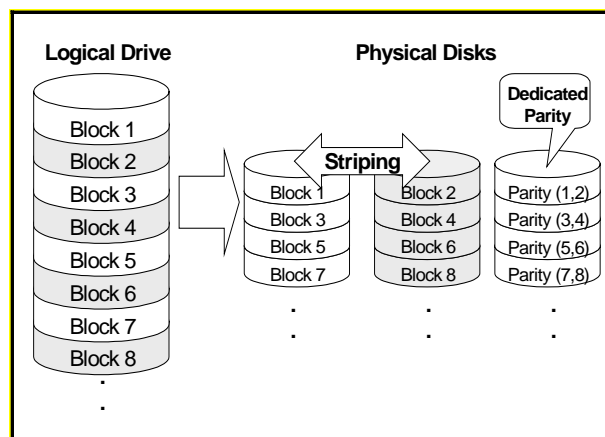 Logical Drive
Physical Disks
Dedicated
Parity
Striping
Block 1
Block 2
Block 3
Block 4
Block 5
Block 6
Block 7
Block 8
Block 1
Block 2
Parity (1,2)
Block 3
Block 4
Parity (3,4)
Block 5
Block 6
Parity (5,6)
Block 7
Block 8
Parity (7,8)